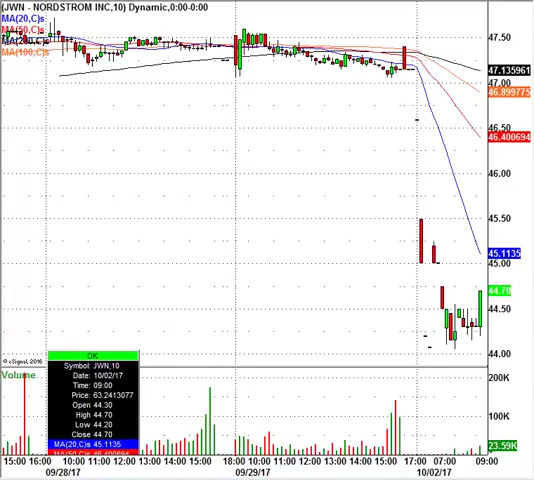 (JWN - NORDSTROM INC,10) Dynamic,0:00-0:00
MA(20,C)s
MA(50,C)s
MA(200,C)s
MA(100,C)s
47.50
47.135961
47.00
46.899775
46.50
46.400694
46.00
45.50
45.1135
45.00
44.70
44.50
44.00
© eSignal, 2016
OK
Symbol: JWN,10
Date: 10/02/17
Time: 09:00
Price: 63.2413077
Open 44.30
High 44.70
Low 44.20
Close 44.70
MA(20,C)s 45.1135
MA(50,C)s 46.400694
Volume
200K
100K
23.59K
15:00 16:00 10:00 11:00 12:00 13:00 14:00 15:00 18:00 10:00 11:00 12:00 13:00 14:00 15:00 17:00 07:00 09:00
09/28/17 09/29/17 10/02/17